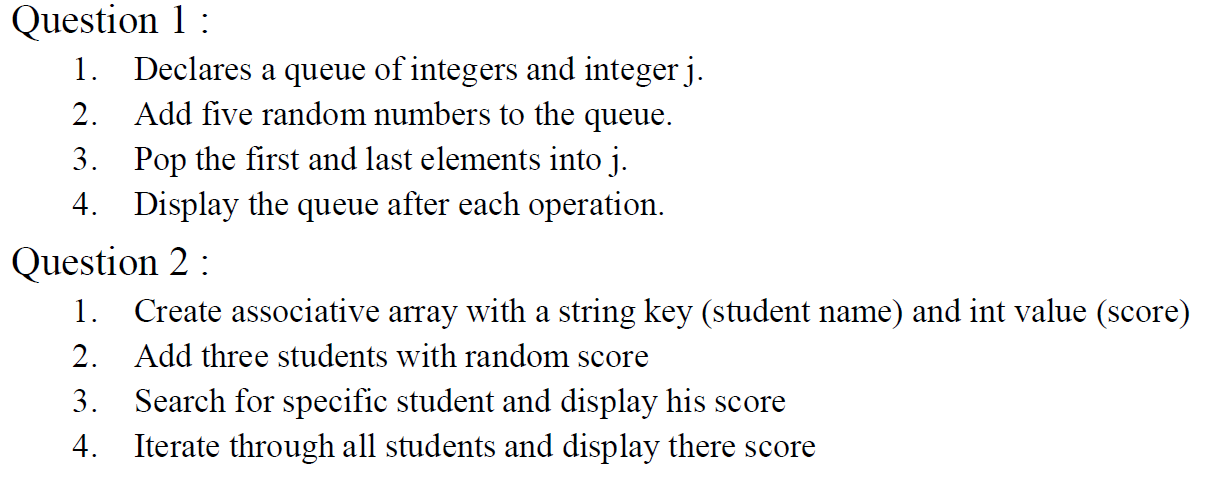 Question 1 :
1. Declares a queue of integers and integer j.
2. Add five random numbers to the queue.
3. Pop the first and last elements into j.
4. Display the queue after each operation.
Question 2 :
1. Create associative array with a string key (student name) and int value (score)
2. Add three students with random score
3. Search for specific student and display his score
4. Iterate through all students and display there score